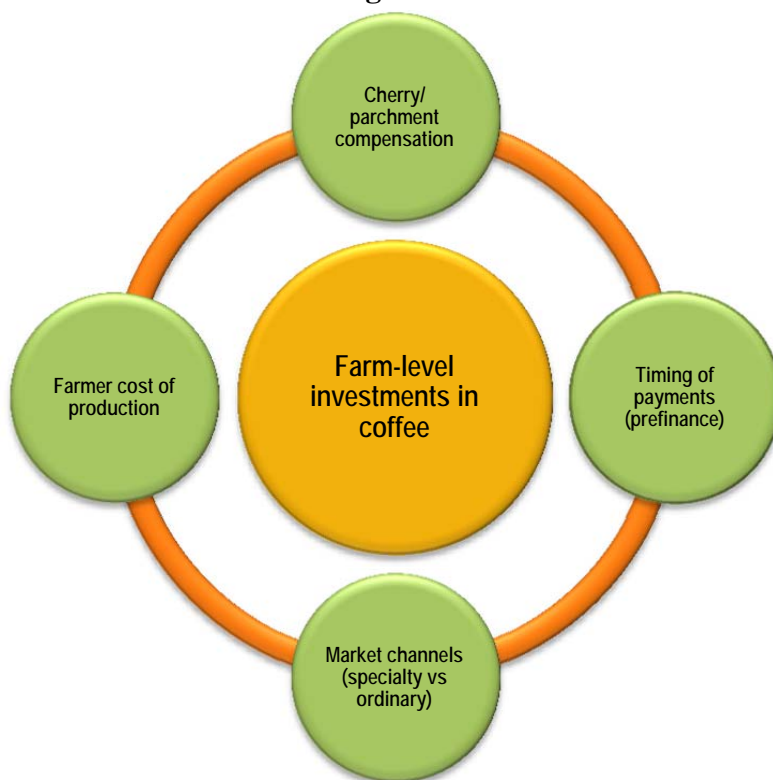 Cherry/
parchment
compensation
Farmer cost of
production
Farm-level
investments in
coffee
Timing of
payments
(prefinance)
Market channels
(specialty vs
ordinary)